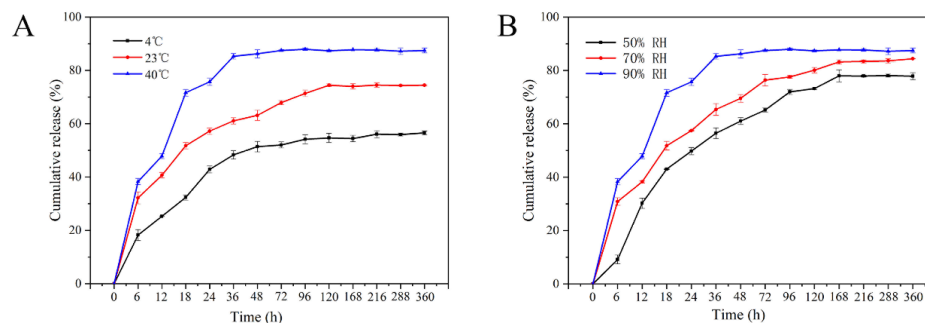 A
4℃
23℃
40℃
Cumulative release (%)
100
80
60
40
20
0
0 6 12 18 24 36 48 72 96 120 168 216 288 360
Time (h)
B
50% RH
70% RH
90% RH
Cumulative release (%)
100
80
60
40
20
0
0 6 12 18 24 36 48 72 96 120 168 216 288 360
Time (h)